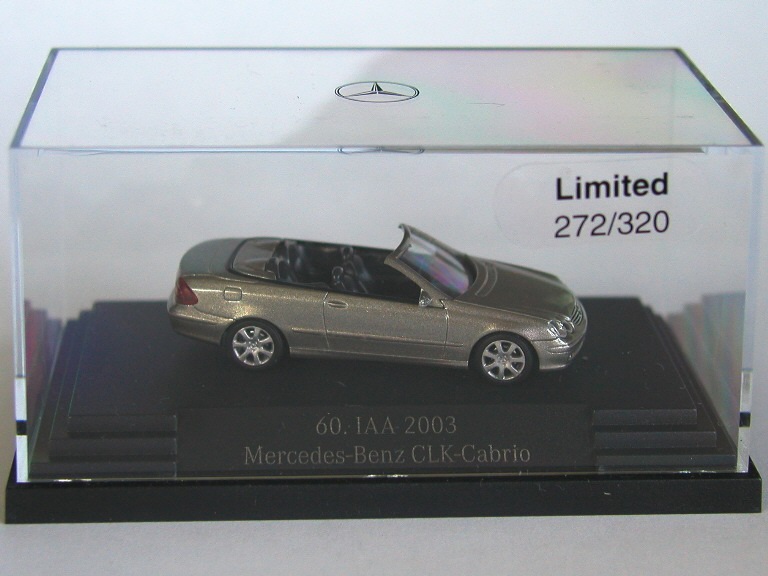 Limited
272/320
60. IAA 2003
Mercedes-Benz CLK-Cabrio